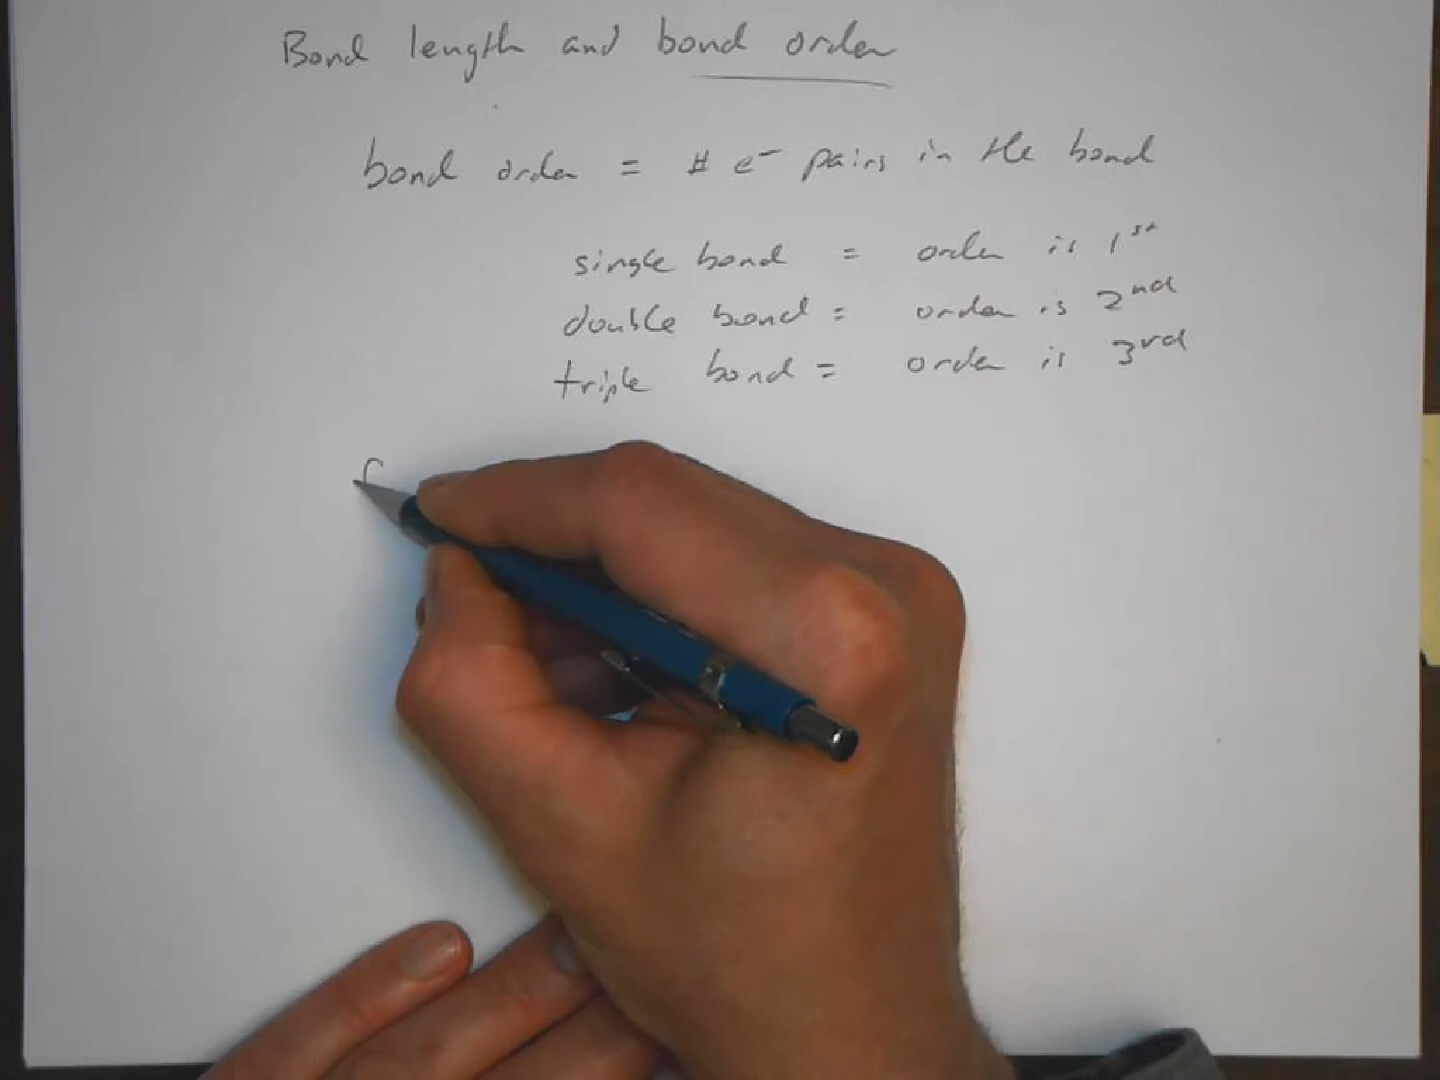 Bond length and bond order
bond order = # e⁻ pairs in the bond
single bond = order is 1st
double bond = order is 2nd
triple bond = order is 3rd